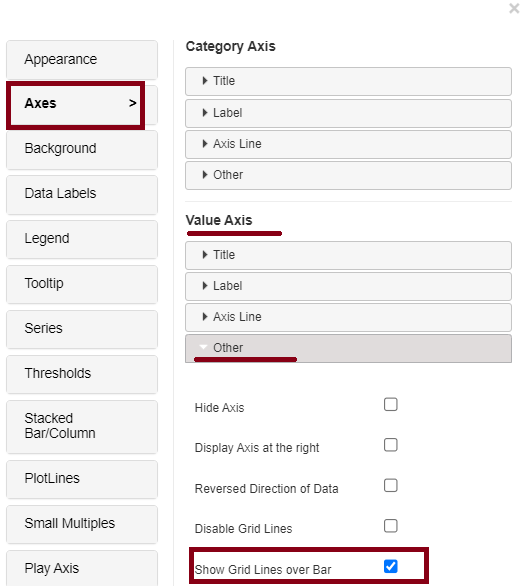 ×
Appearance
Axes >
Background
Data Labels
Legend
Tooltip
Series
Thresholds
Stacked
Bar/Column
PlotLines
Small Multiples
Play Axis
Category Axis
Title
Label
Axis Line
Other
Value Axis
Title
Label
Axis Line
Other
Hide Axis
Display Axis at the right
Reversed Direction of Data
Disable Grid Lines
Show Grid Lines over Bar